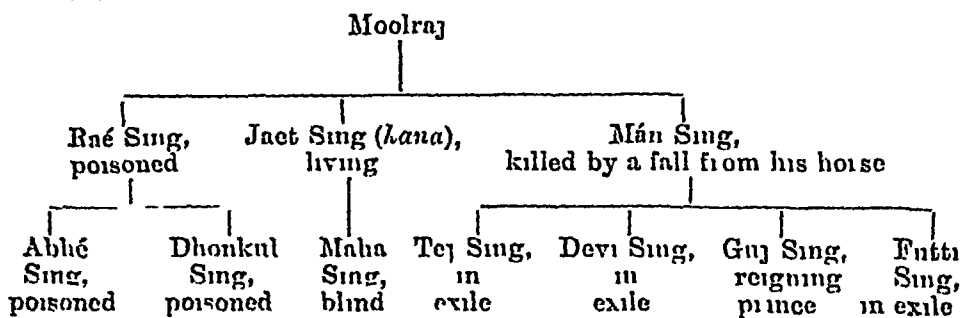 Moolraj
Raé Sing, Jaet Sing (kana), Mán Sing,
poisoned living killed by a fall from his horse
Abhé Dhonkul Maha Tej Sing, Devi Sing, Guj Sing, Futti
Sing, Sing, Sing, in in reigning Sing,
poisoned poisoned blind exile exile prince in exile